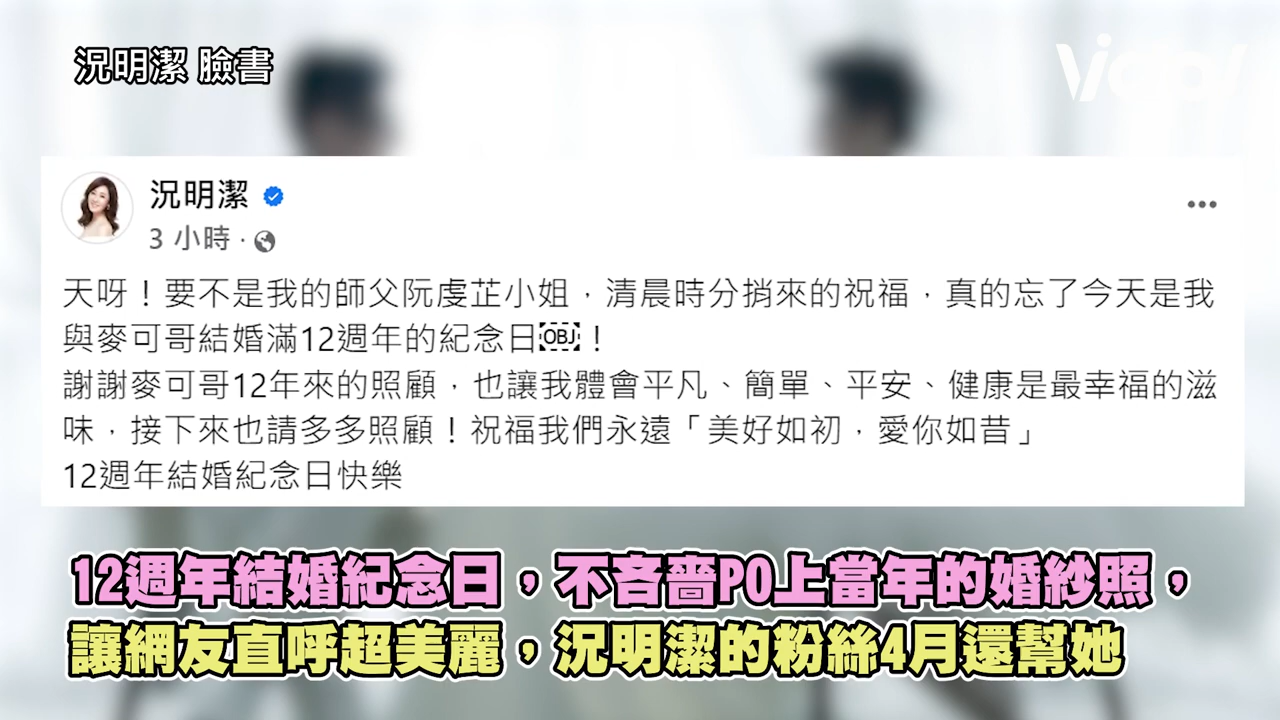 況明潔 臉書
況明潔
3 小時 ·
天呀！要不是我的師父阮虔芷小姐，清晨時分捎來的祝福，真的忘了今天是我
與麥可哥結婚滿12週年的紀念日OBJ！
謝謝麥可哥12年來的照顧，也讓我體會平凡、簡單、平安、健康是最幸福的滋
味，接下來也請多多照顧！祝福我們永遠「美好如初，愛你如昔」
12週年結婚紀念日快樂
12週年結婚紀念日，不吝嗇PO上當年的婚紗照，
讓網友直呼超美麗，況明潔的粉絲4月還幫她